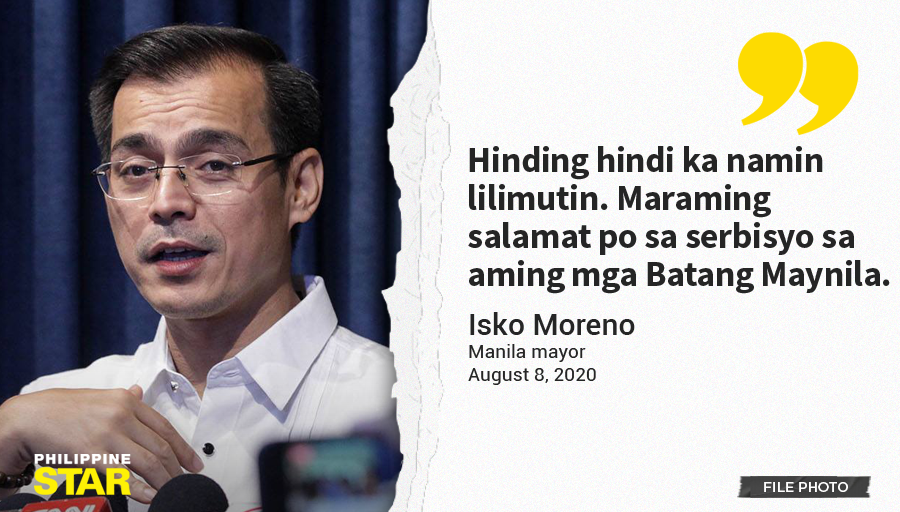 Hinding hindi ka namin
lilimutin. Maraming
salamat po sa serbisyo sa
aming mga Batang Maynila.
Isko Moreno
Manila mayor
August 8, 2020
PHILIPPINE
STAR
FILE PHOTO